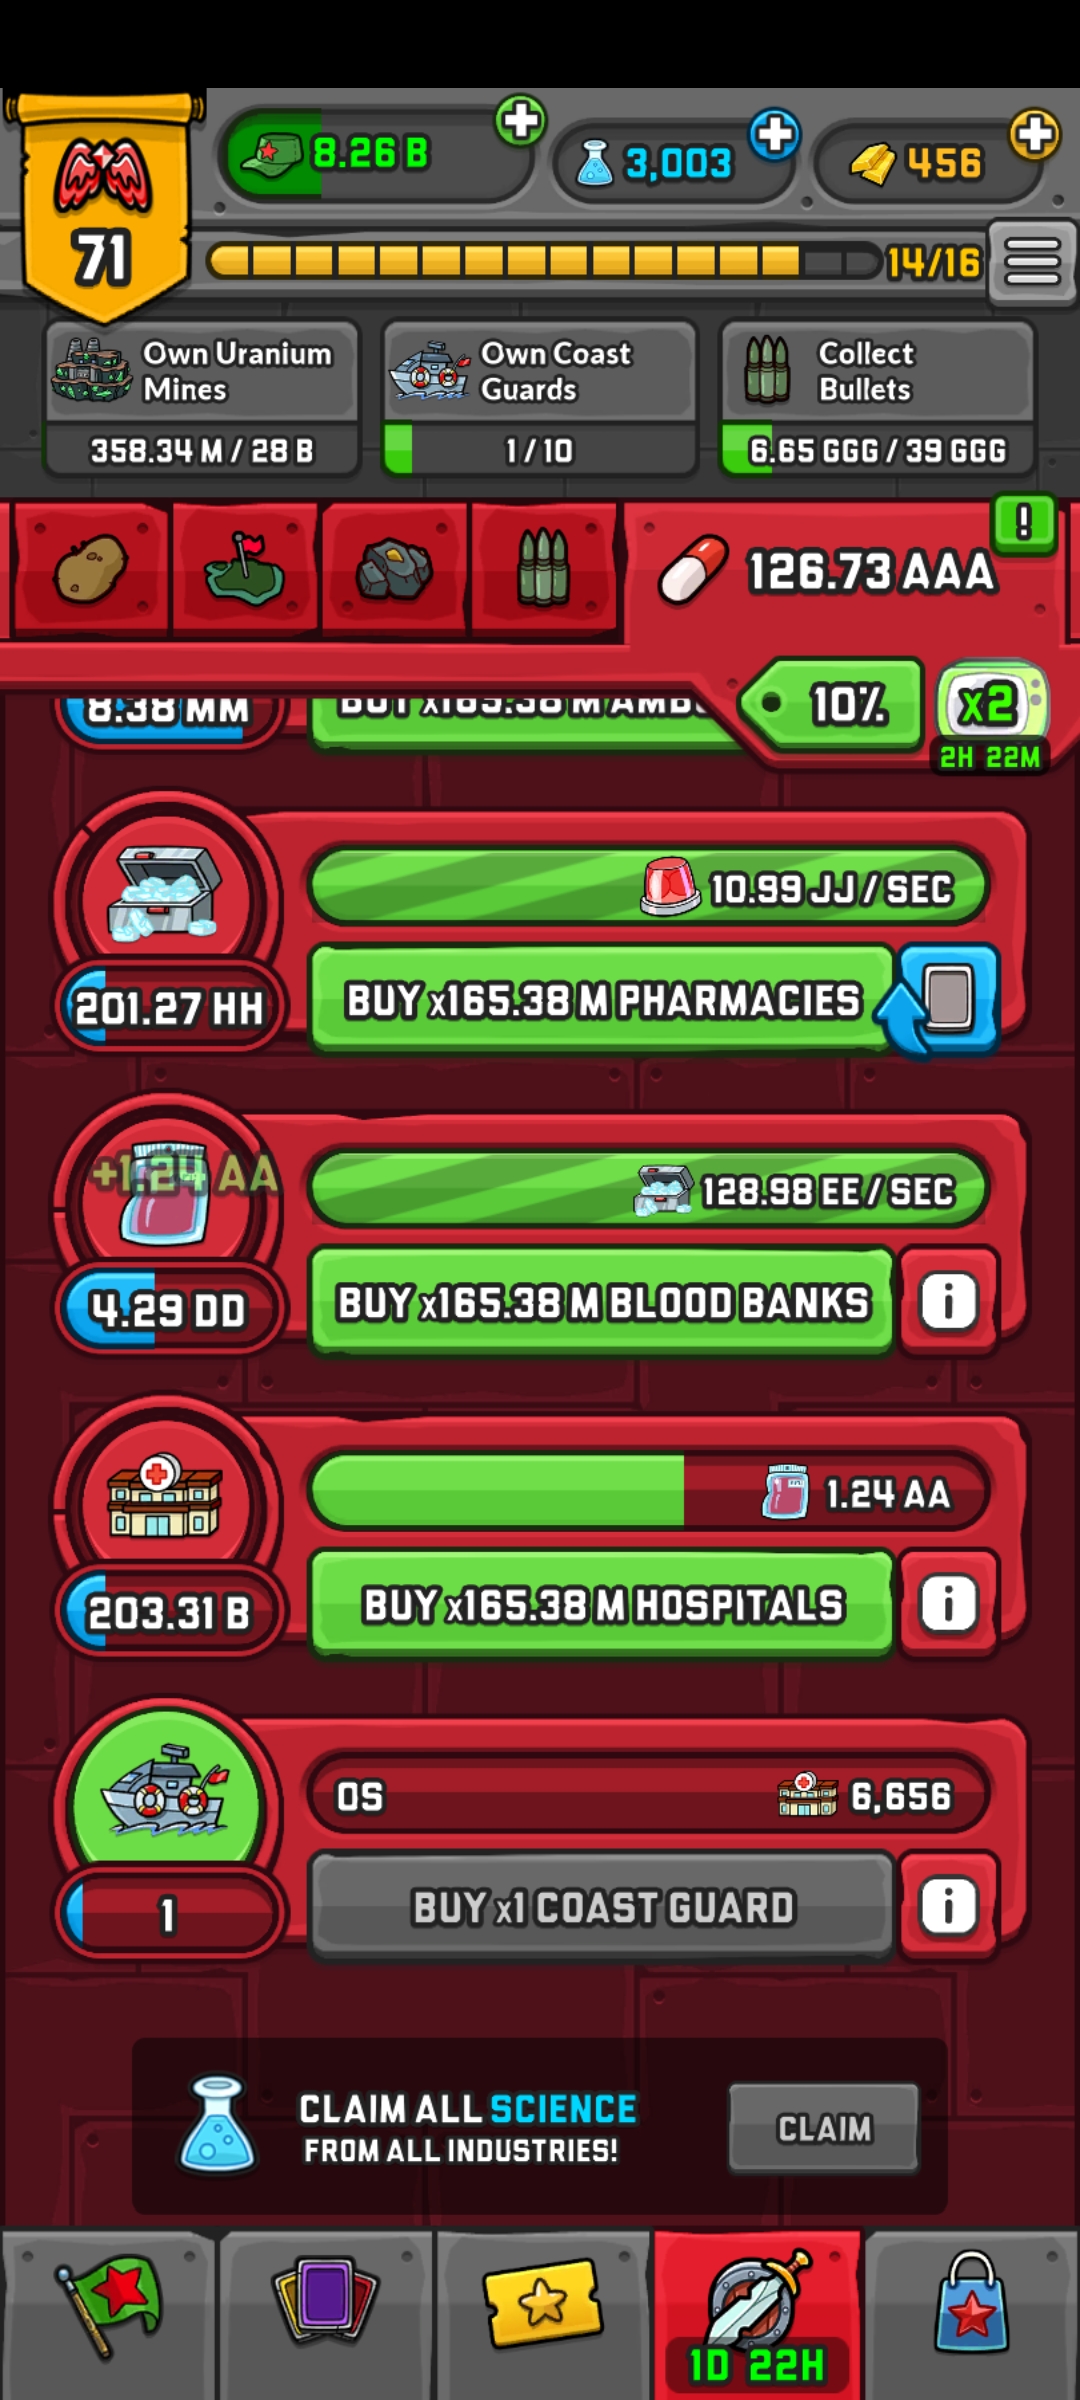 71
8.26 B
3,003
456
14/16
Own Uranium
Mines
358.34 M / 28 B
Own Coast
Guards
1 / 10
Collect
Bullets
6.65 GGG / 39 GGG
126.73 AAA
!
10%
x2
2H 22M
8.38 MM
BUY x165.38 M
10.99 JJ / SEC
201.27 HH
BUY x165.38 M PHARMACIES
+1.24 AA
128.98 EE / SEC
4.29 DD
BUY x165.38 M BLOOD BANKS
i
1.24 AA
203.31 B
BUY x165.38 M HOSPITALS
i
0S
6,656
1
BUY x1 COAST GUARD
i
CLAIM ALL SCIENCE
FROM ALL INDUSTRIES!
CLAIM
1D 22H